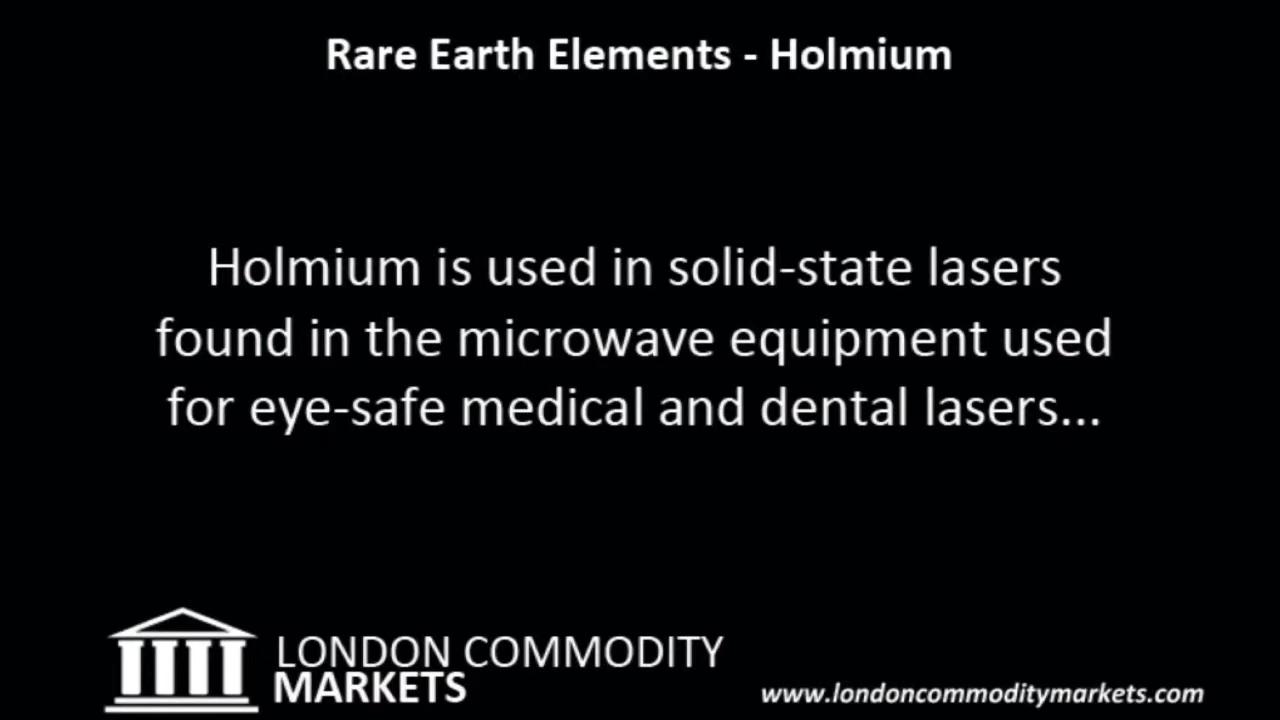 Rare Earth Elements - Holmium
Holmium is used in solid-state lasers
found in the microwave equipment used
for eye-safe medical and dental lasers...
LONDON COMMODITY
MARKETS
www.londoncommoditymarkets.com